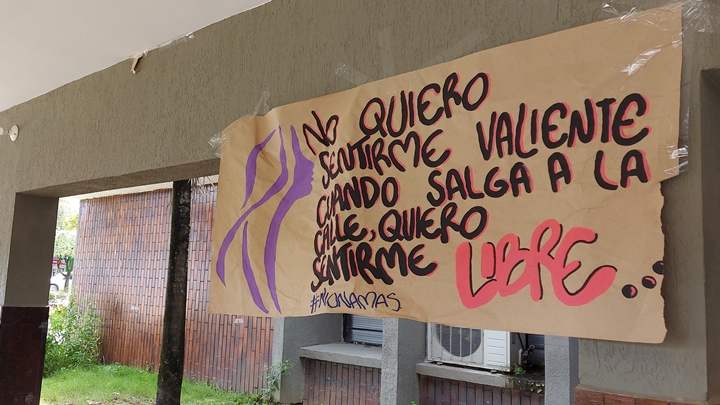 NO QUIERO
SENTIRME VALIENTE
CUANDO SALGA A LA
CALLE, QUIERO
SENTIRME LIBRE...
#NIUNAMAS.